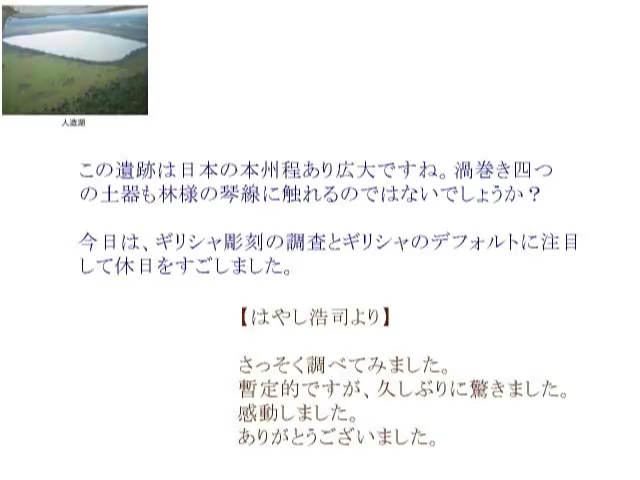 人造湖
この遺跡は日本の本州程あり広大ですね。渦巻き四つ
の土器も林様の琴線に触れるのではないでしょうか？
今日は、ギリシャ彫刻の調査とギリシャのデフォルトに注目
して休日をすごしました。
【はやし浩司より】
さっそく調べてみました。
暫定的ですが、久しぶりに驚きました。
感動しました。
ありがとうございました。